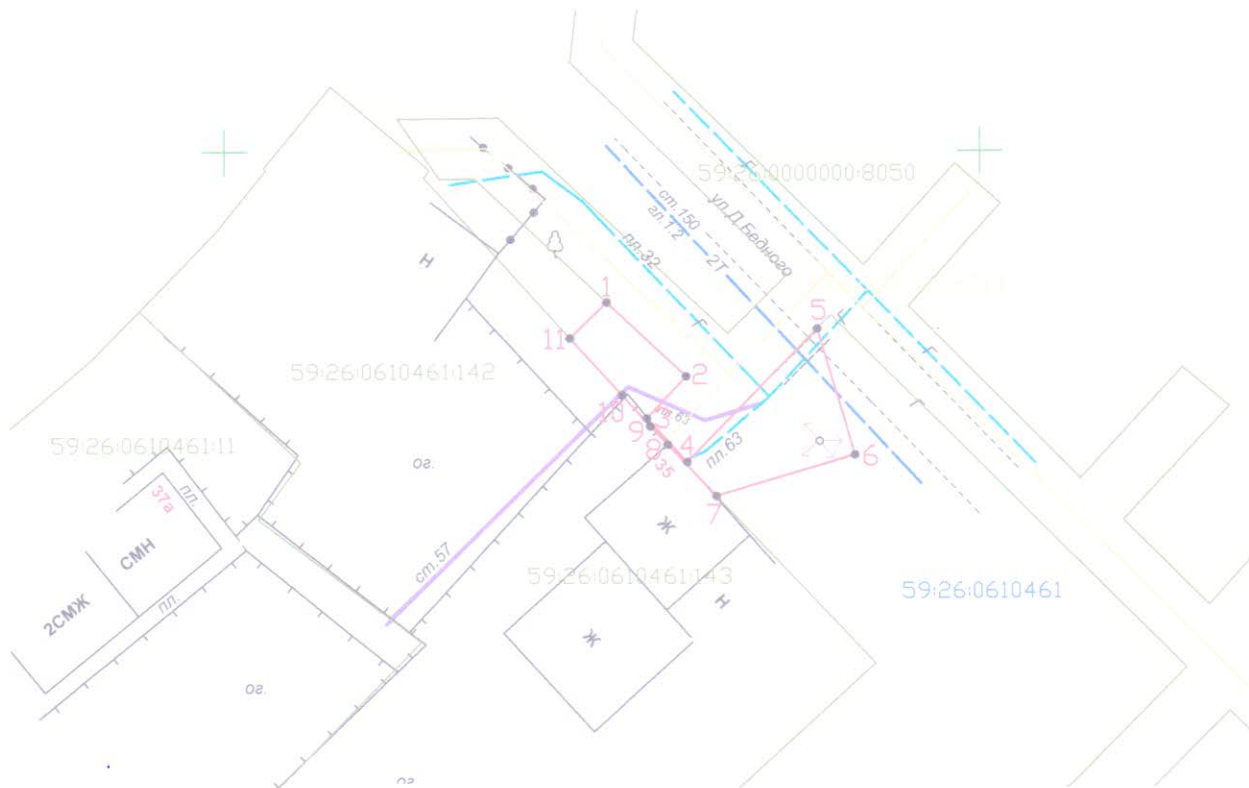 59:26:0000000:8050
ст.150
гл.1.2
ул.Д.Бедного
пл.32
2Т
Н
Г
1
5
11
Г
Г
59:26:0610461:142
2
10
пл.63
3
9
4
8
35
пл.63
6
7
59:26:0610461:11
ог.
37а
пл.
СМН
Ж
ст.57
59:26:0610461:143
59:26:0610461
Н
2СМЖ
пл.
Ж
ог.
ог.